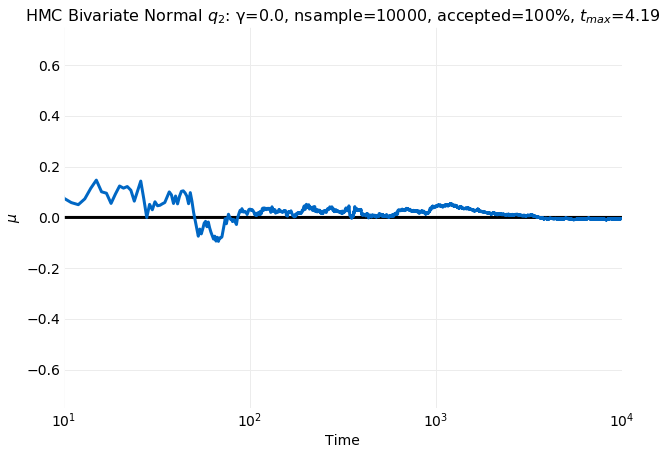 HMC Bivariate Normal q₂: γ=0.0, nsample=10000, accepted=100%, tₘₐₓ=4.19
0.6
0.4
0.2
0.0
−0.2
−0.4
−0.6
μ
10¹ 10² 10³ 10⁴
Time